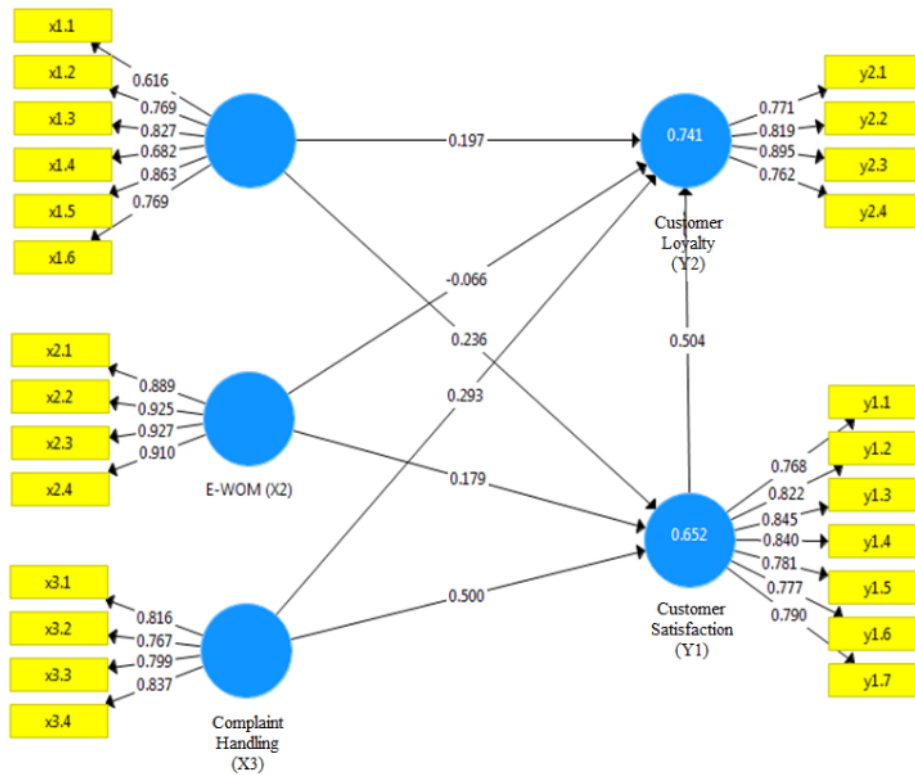 x1.1
x1.2
x1.3
x1.4
x1.5
x1.6
0.616
0.769
0.827
0.682
0.863
0.769
0.197
0.741
Customer
Loyalty
(Y2)
0.771
0.819
0.895
0.762
y2.1
y2.2
y2.3
y2.4
-0.066
0.236
0.293
0.504
x2.1
x2.2
x2.3
x2.4
0.889
0.925
0.927
0.910
E-WOM (X2)
0.179
0.500
0.652
Customer
Satisfaction
(Y1)
0.768
0.822
0.845
0.840
0.781
0.777
0.790
y1.1
y1.2
y1.3
y1.4
y1.5
y1.6
y1.7
x3.1
x3.2
x3.3
x3.4
0.816
0.767
0.799
0.837
Complaint
Handling
(X3)